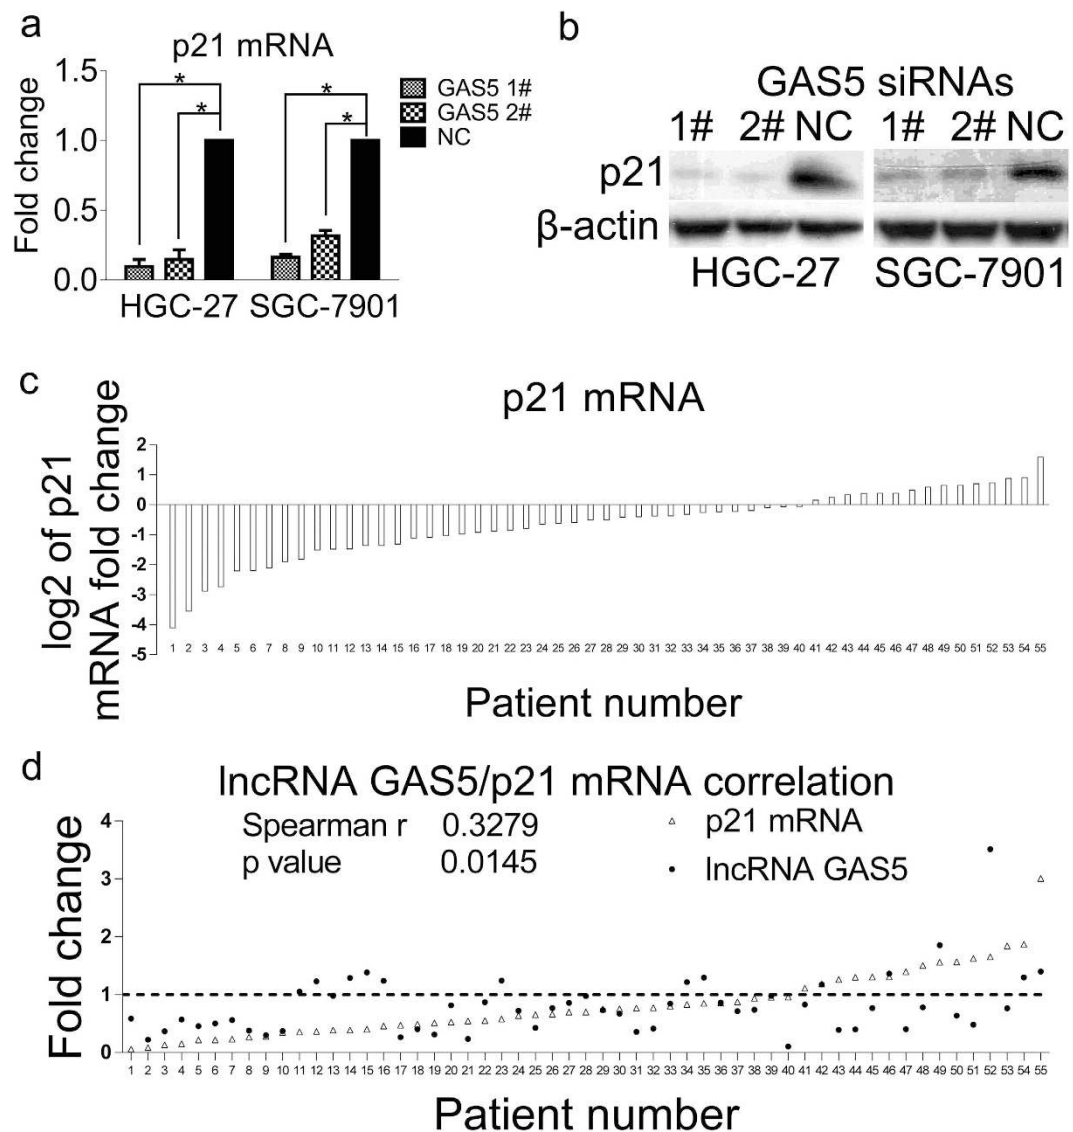 a
p21 mRNA
Fold change
1.5
1.0
0.5
0.0
* * * *
GAS5 1#
GAS5 2#
NC
HGC-27 SGC-7901
b
GAS5 siRNAs
1# 2# NC 1# 2# NC
p21
β-actin
HGC-27 SGC-7901
c
p21 mRNA
log2 of p21
mRNA fold change
2
1
0
-1
-2
-3
-4
-5
1 2 3 4 5 6 7 8 9 10 11 12 13 14 15 16 17 18 19 20 21 22 23 24 25 26 27 28 29 30 31 32 33 34 35 36 37 38 39 40 41 42 43 44 45 46 47 48 49 50 51 52 53 54 55
Patient number
d
lncRNA GAS5/p21 mRNA correlation
Spearman r 0.3279
p value 0.0145
p21 mRNA
lncRNA GAS5
Fold change
4
3
2
1
0
1 2 3 4 5 6 7 8 9 10 11 12 13 14 15 16 17 18 19 20 21 22 23 24 25 26 27 28 29 30 31 32 33 34 35 36 37 38 39 40 41 42 43 44 45 46 47 48 49 50 51 52 53 54 55
Patient number